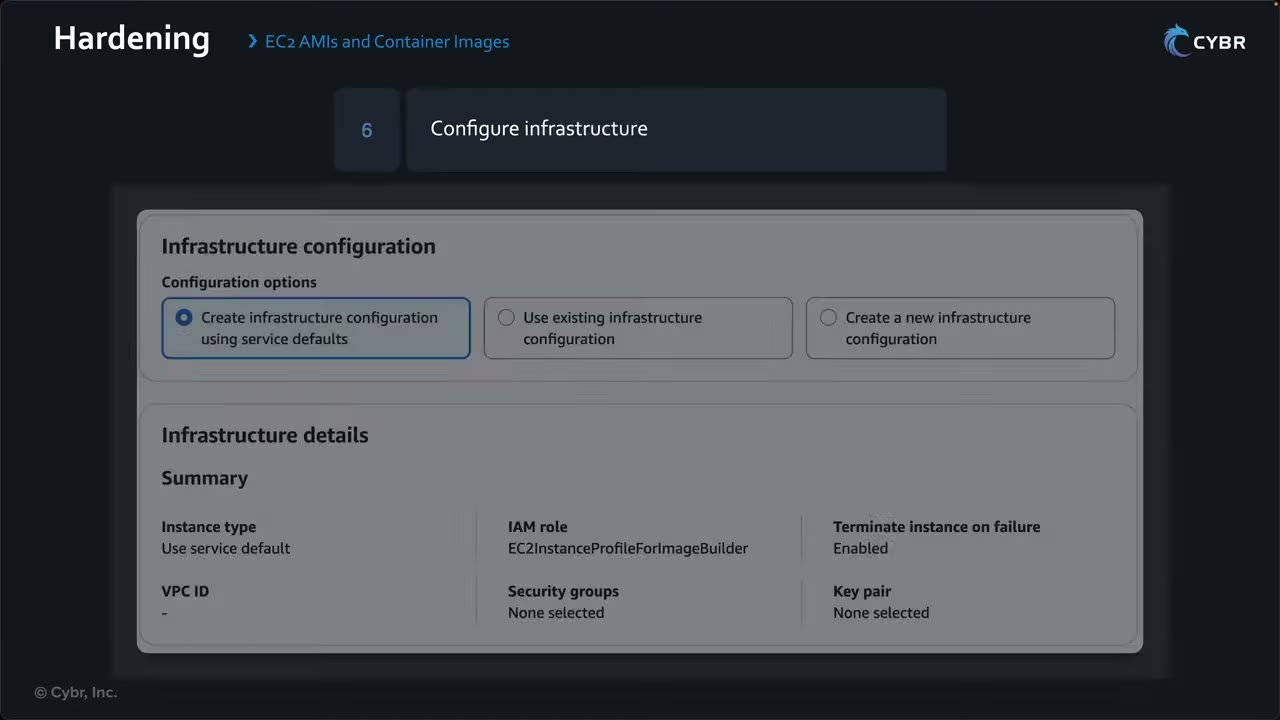 Hardening
❯ EC2 AMIs and Container Images
CYBR
6
Configure infrastructure
Infrastructure configuration
Configuration options
Create infrastructure configuration
using service defaults
Use existing infrastructure
configuration
Create a new infrastructure
configuration
Infrastructure details
Summary
Instance type
Use service default
IAM role
EC2InstanceProfileForImageBuilder
Terminate instance on failure
Enabled
VPC ID
-
Security groups
None selected
Key pair
None selected
© Cybr, Inc.